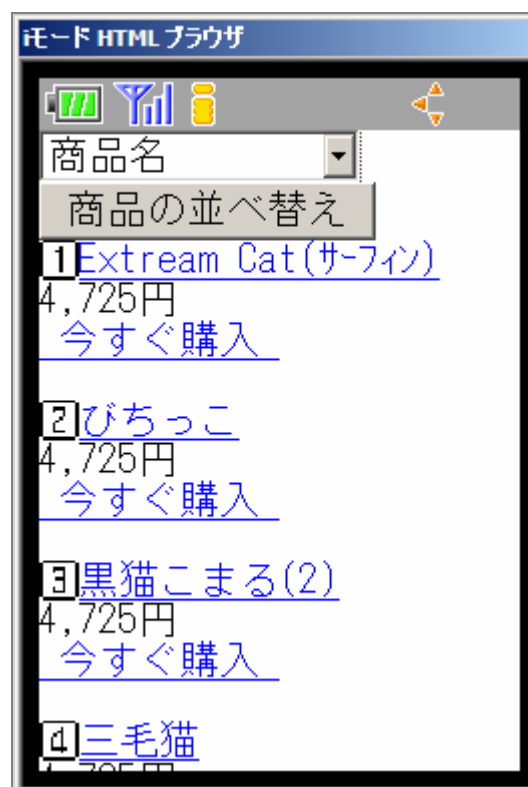 iモード HTML ブラウザ
商品名
商品の並べ替え
1Extream Cat(ｻｰﾌｨﾝ)
4,725円
今すぐ購入
2びちっこ
4,725円
今すぐ購入
3黒猫こまる(2)
4,725円
今すぐ購入
4三毛猫